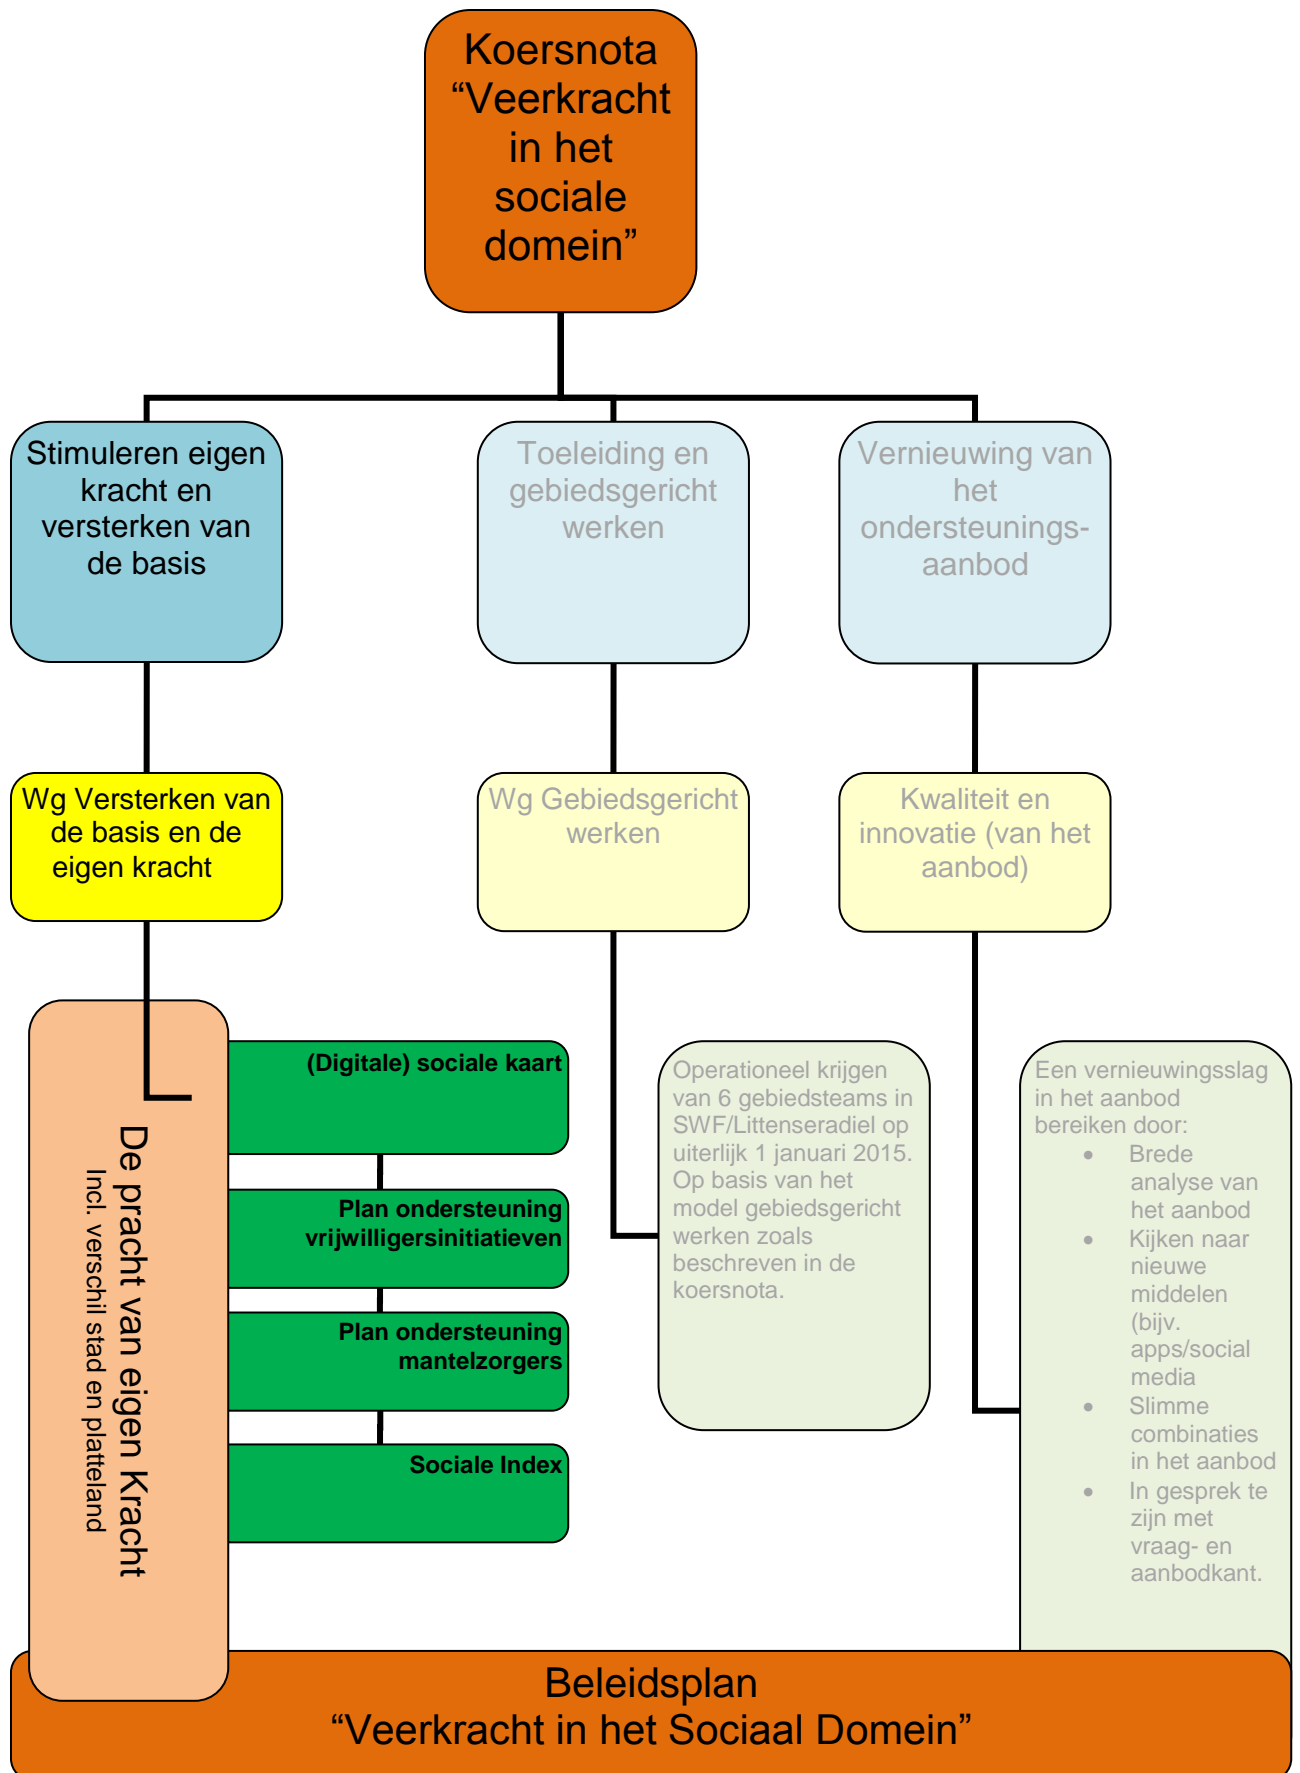 Koersnota
“Veerkracht
in het
sociale
domein”
Stimuleren eigen
kracht en
versterken van
de basis
Toeleiding en
gebiedsgericht
werken
Vernieuwing van
het
ondersteunings-
aanbod
Wg Versterken van
de basis en de
eigen kracht
Wg Gebiedsgericht
werken
Kwaliteit en
innovatie (van het
aanbod)
De pracht van eigen Kracht
Incl. verschil stad en platteland
(Digitale) sociale kaart
Plan ondersteuning
vrijwilligersinitiatieven
Plan ondersteuning
mantelzorgers
Sociale Index
Operationeel krijgen
van 6 gebiedsteams in
SWF/Littenseradiel op
uiterlijk 1 januari 2015.
Op basis van het
model gebiedsgericht
werken zoals
beschreven in de
koersnota.
Een vernieuwingsslag
in het aanbod
bereiken door:
• Brede
analyse van
het aanbod
• Kijken naar
nieuwe
middelen
(bijv.
apps/social
media
• Slimme
combinaties
in het aanbod
• In gesprek te
zijn met
vraag- en
aanbodkant.
Beleidsplan
“Veerkracht in het Sociaal Domein”